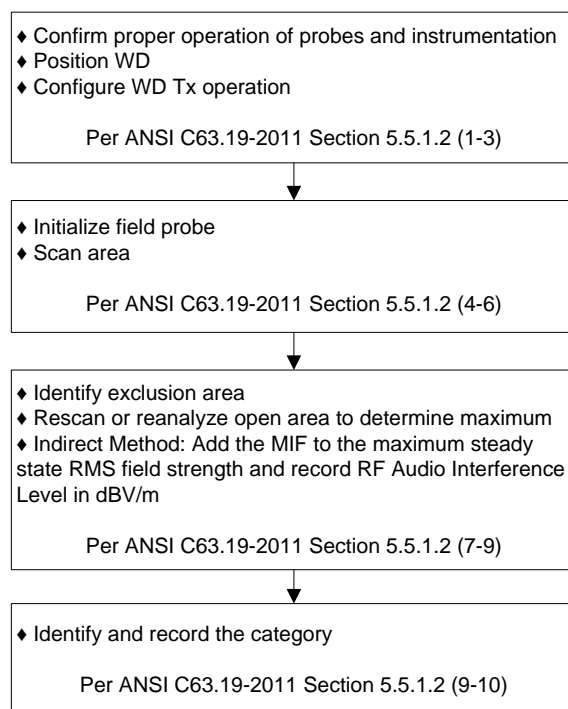 ♦ Confirm proper operation of probes and instrumentation
♦ Position WD
♦ Configure WD Tx operation
Per ANSI C63.19-2011 Section 5.5.1.2 (1-3)
♦ Initialize field probe
♦ Scan area
Per ANSI C63.19-2011 Section 5.5.1.2 (4-6)
♦ Identify exclusion area
♦ Rescan or reanalyze open area to determine maximum
♦ Indirect Method: Add the MIF to the maximum steady
state RMS field strength and record RF Audio Interference
Level in dBV/m
Per ANSI C63.19-2011 Section 5.5.1.2 (7-9)
♦ Identify and record the category
Per ANSI C63.19-2011 Section 5.5.1.2 (9-10)